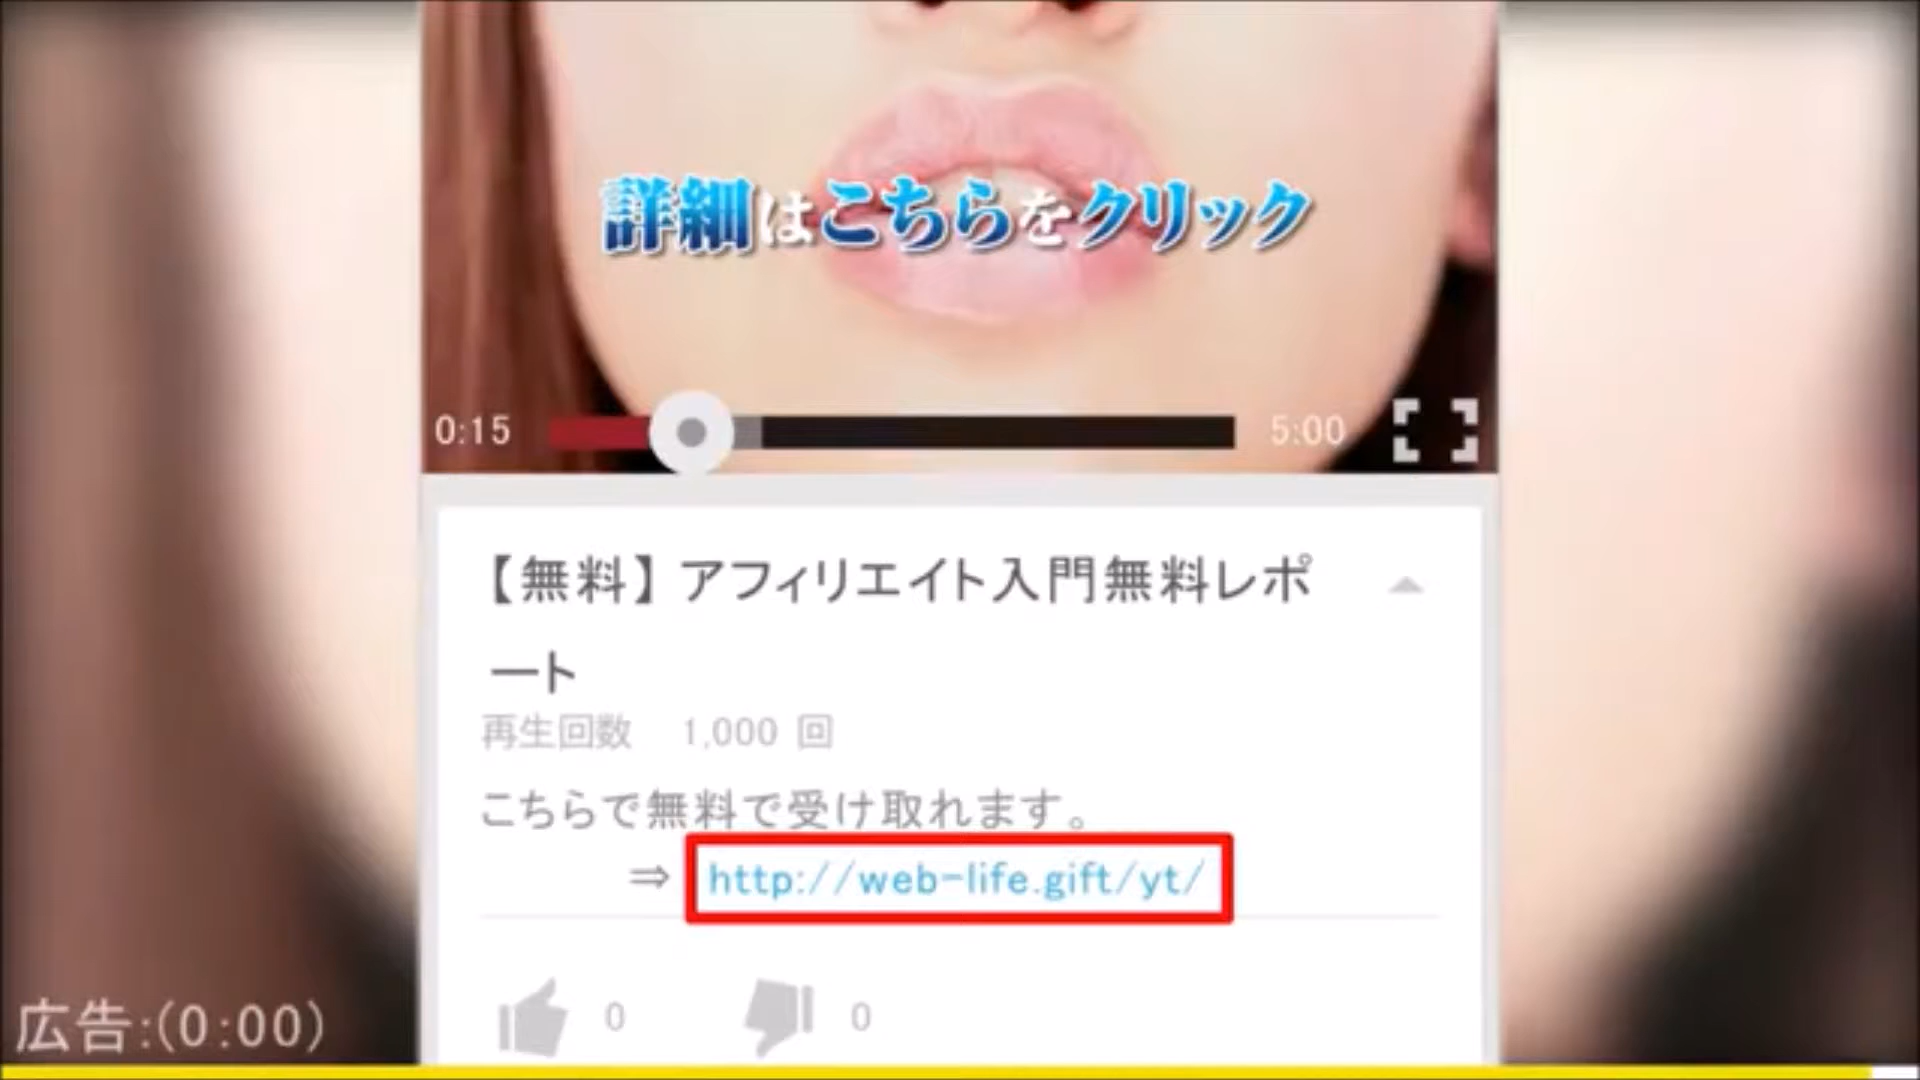 詳細はこちらをクリック
0:15
5:00
【無料】アフィリエイト入門無料レポ
ート
再生回数 1,000 回
こちらで無料で受け取れます。
⇒ http://web-life.gift/yt/
0 0
広告:(0:00)